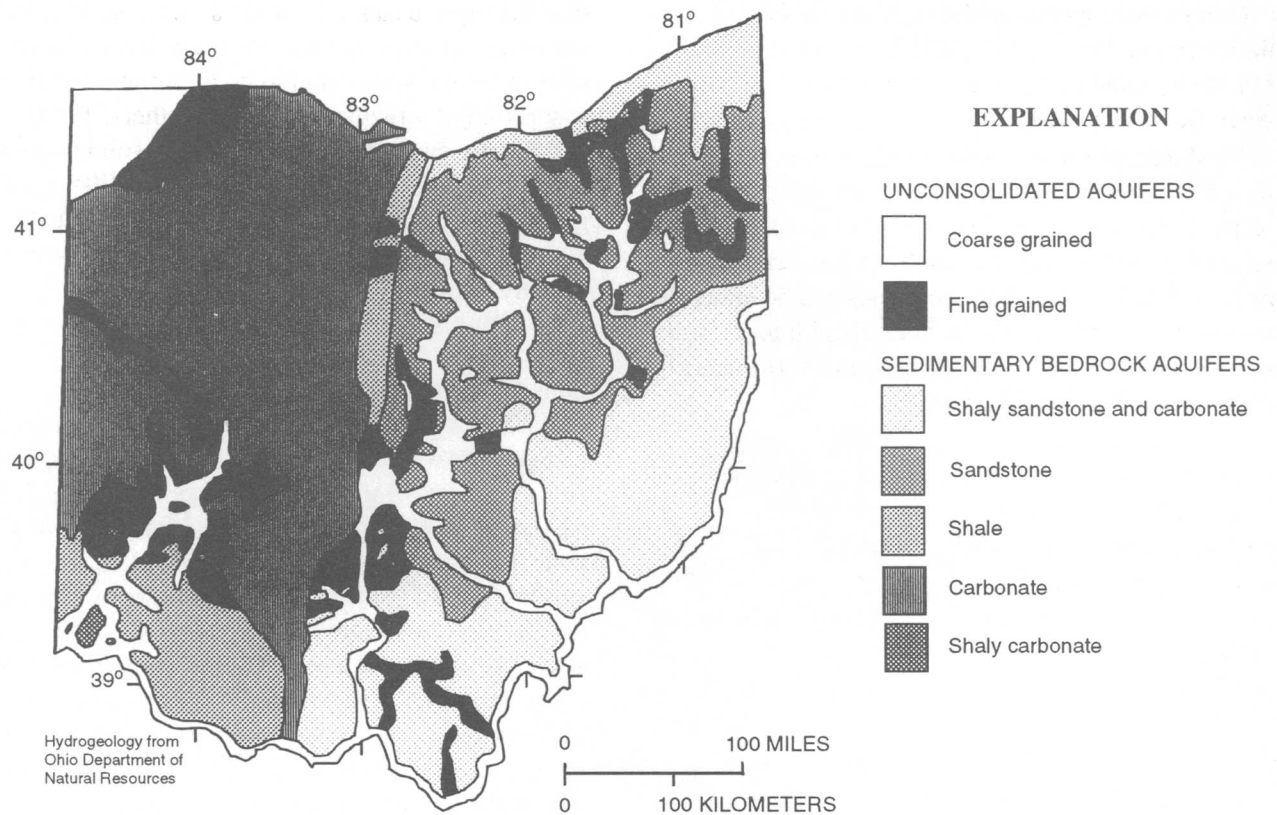 84°
83°
82°
81°
41°
40°
39°
Hydrogeology from
Ohio Department of
Natural Resources
0 100 MILES
0 100 KILOMETERS
EXPLANATION
UNCONSOLIDATED AQUIFERS
Coarse grained
Fine grained
SEDIMENTARY BEDROCK AQUIFERS
Shaly sandstone and carbonate
Sandstone
Shale
Carbonate
Shaly carbonate